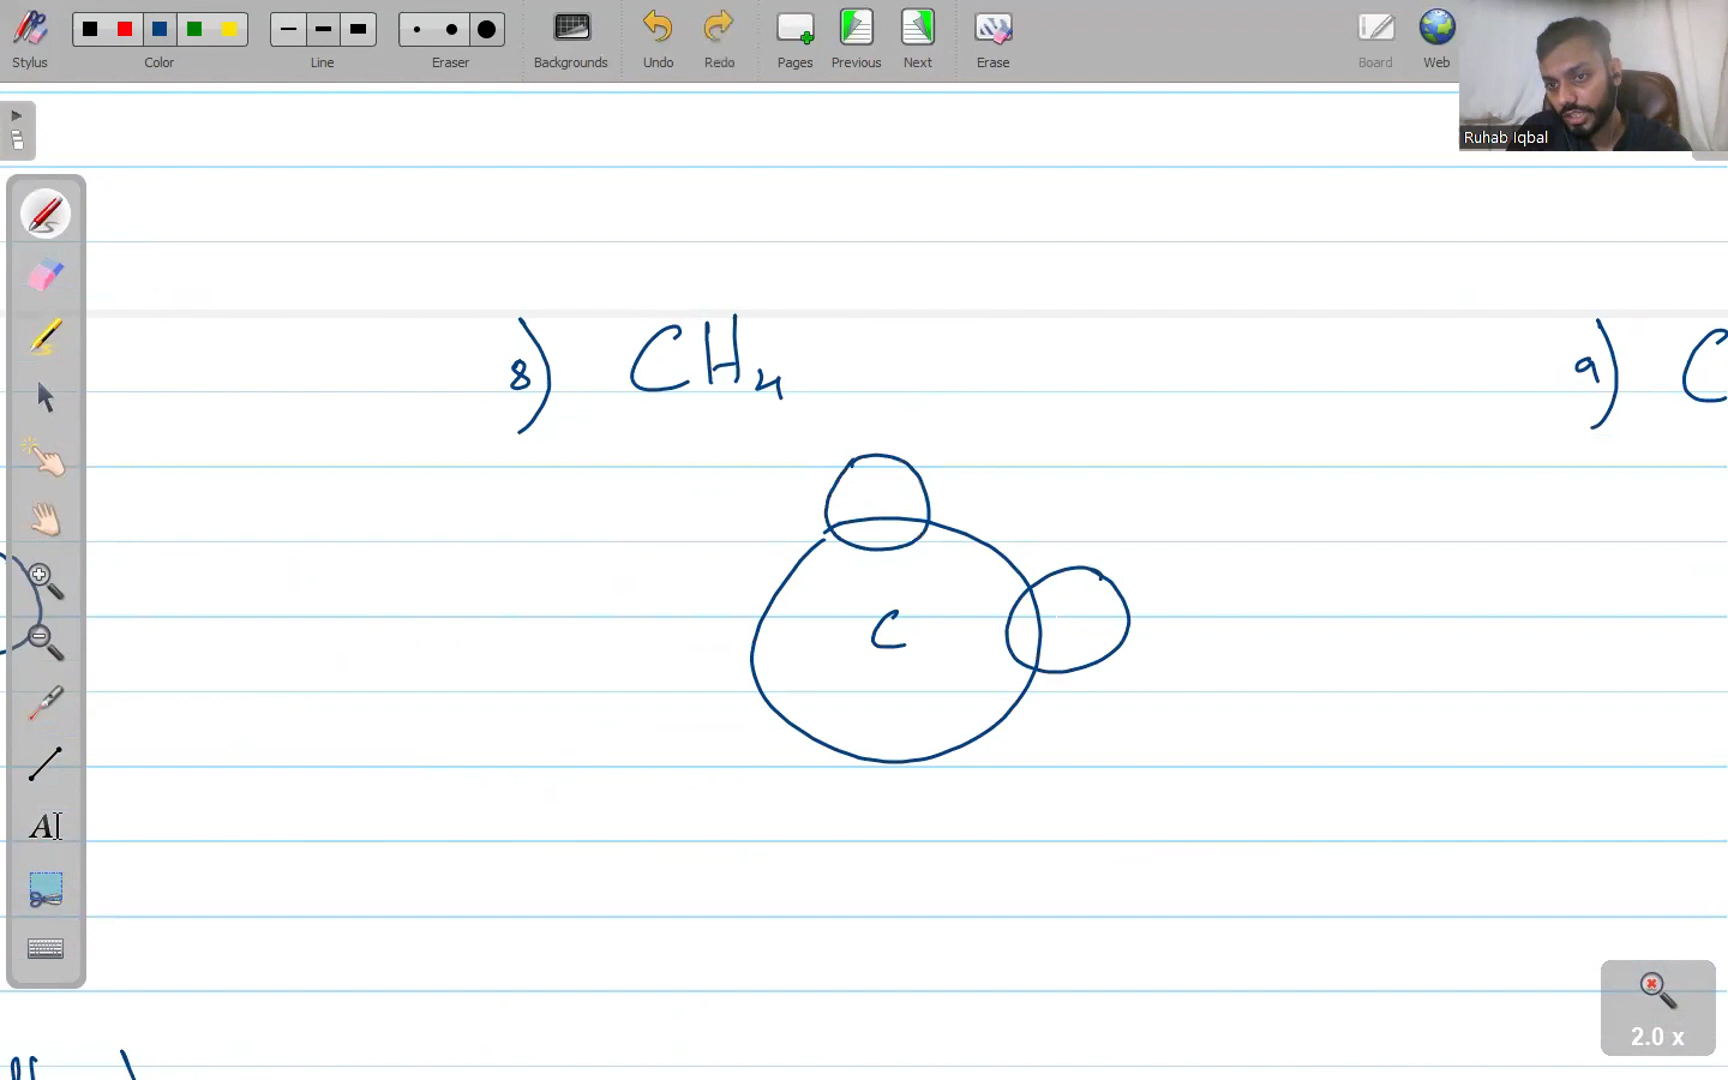 Stylus Color Line Eraser Backgrounds Undo Redo Pages Previous Next Erase Board Web
Ruhab Iqbal
8) CH4
9) C
C
A
2.0 x